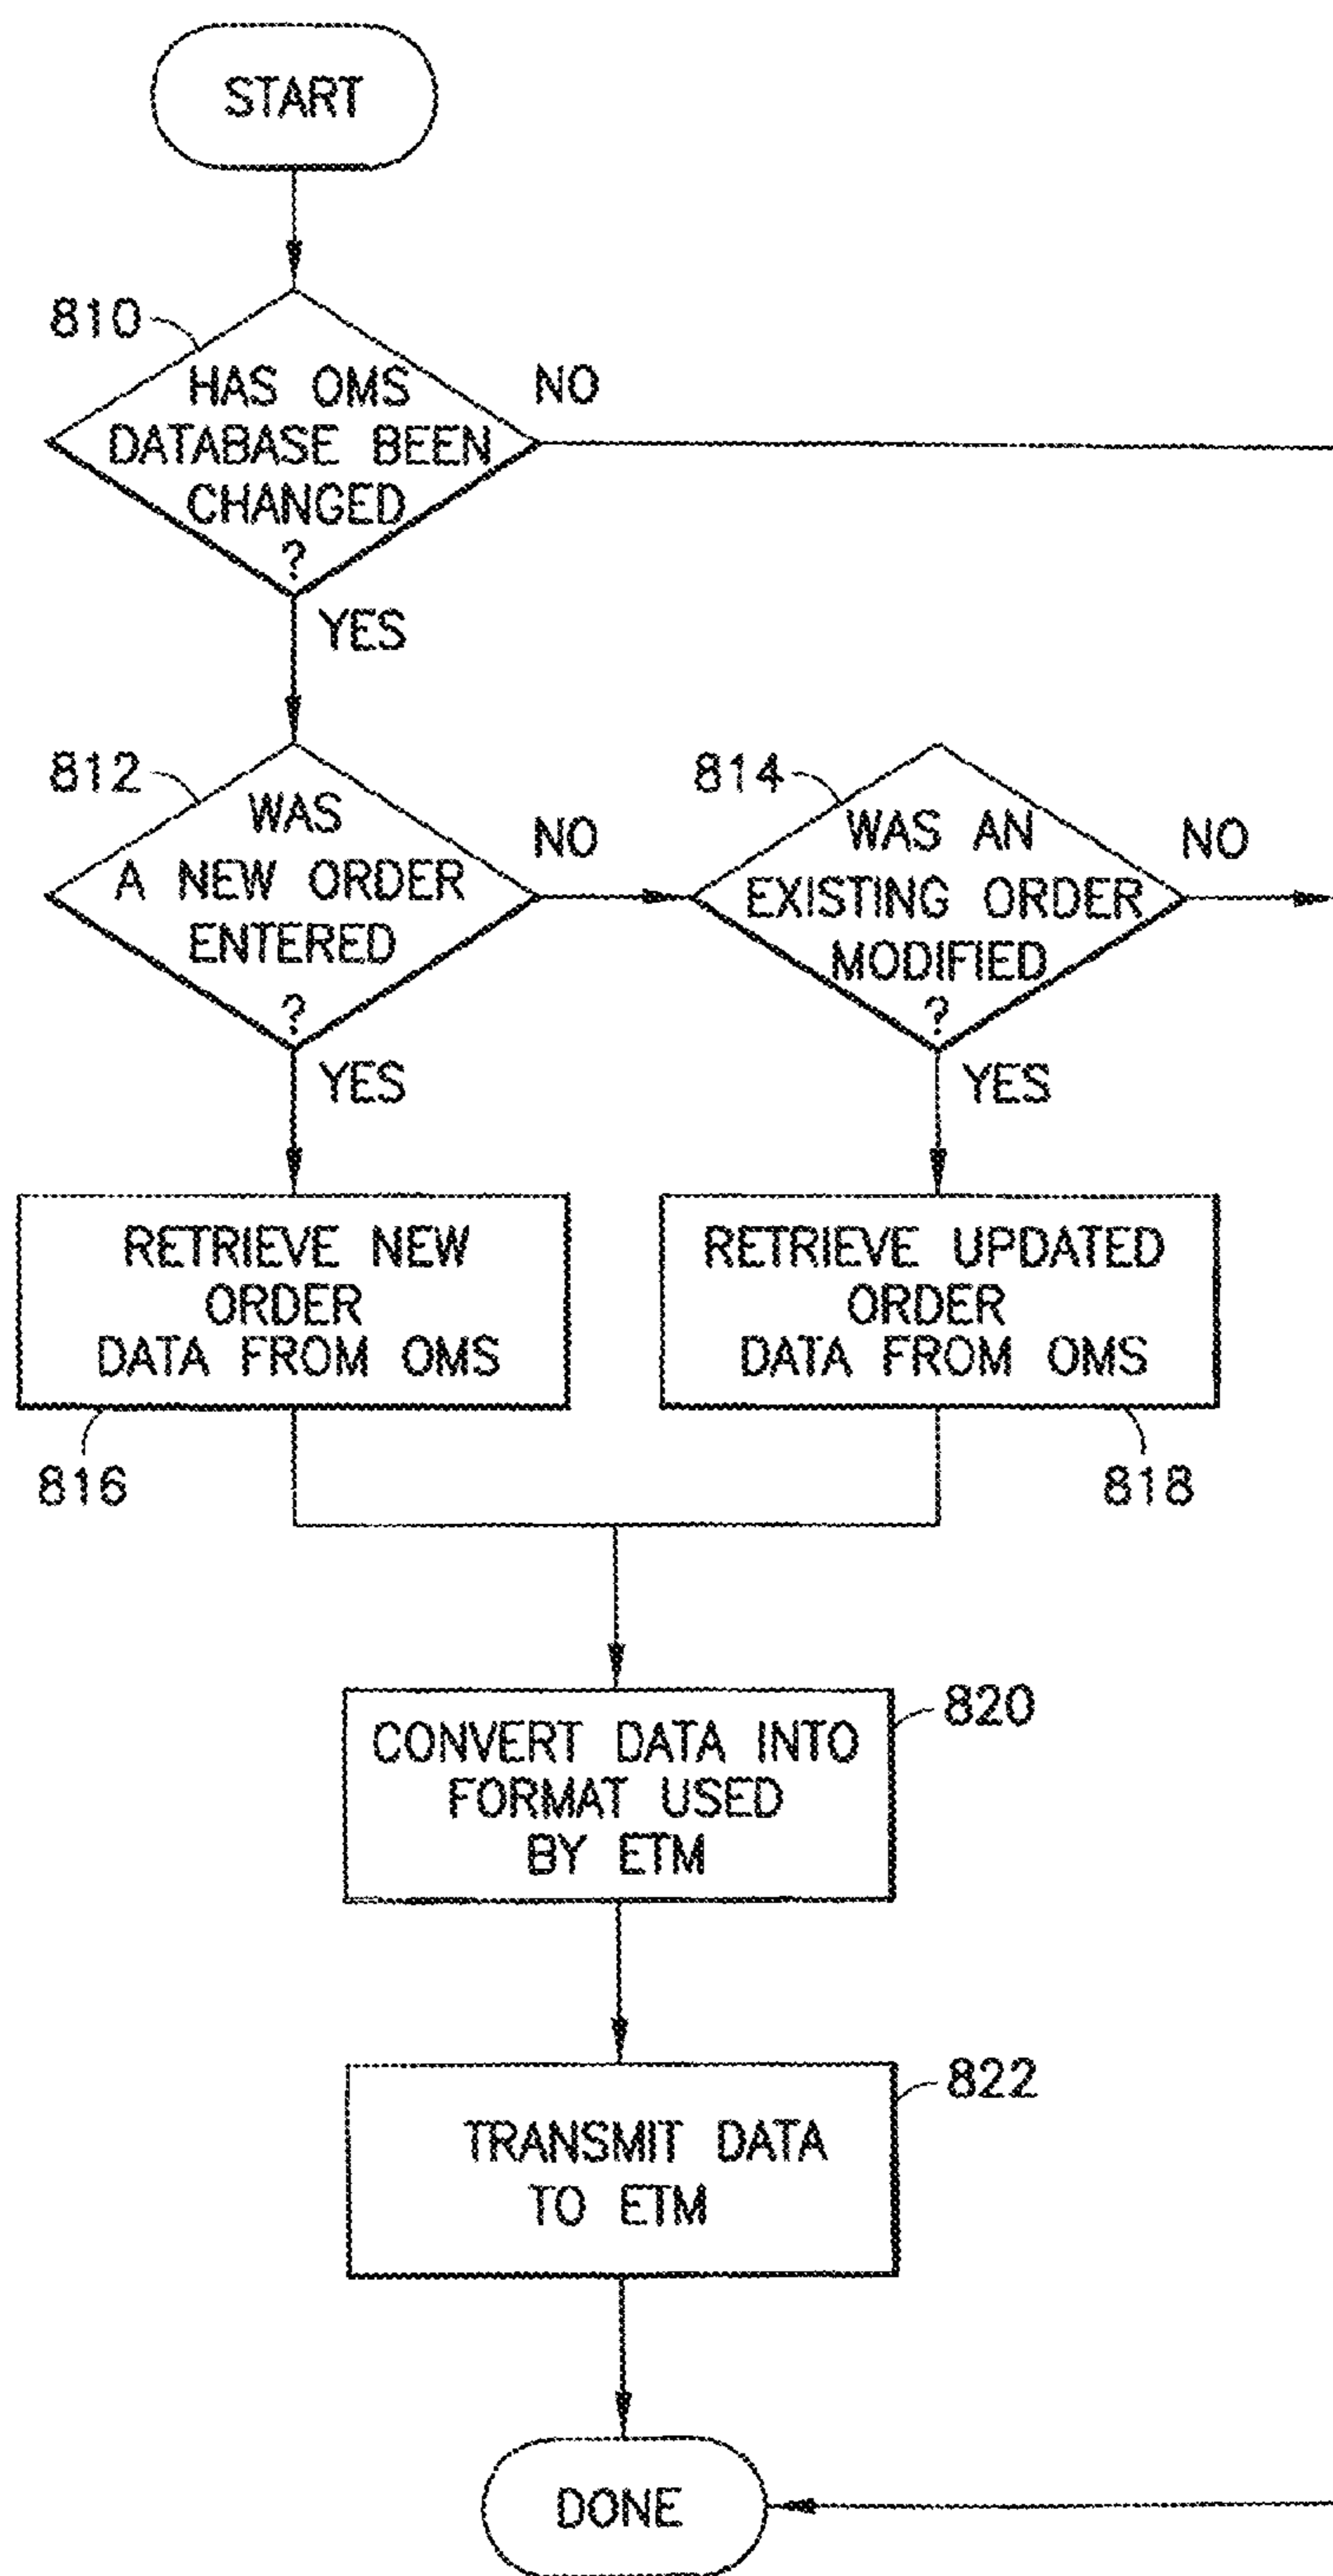 START
810
HAS OMS
DATABASE BEEN
CHANGED
?
NO
YES
812
WAS
A NEW ORDER
ENTERED
?
NO
YES
814
WAS AN
EXISTING ORDER
MODIFIED
?
NO
YES
RETRIEVE NEW
ORDER
DATA FROM OMS
816
RETRIEVE UPDATED
ORDER
DATA FROM OMS
818
CONVERT DATA INTO
FORMAT USED
BY ETM
820
TRANSMIT DATA
TO ETM
822
DONE